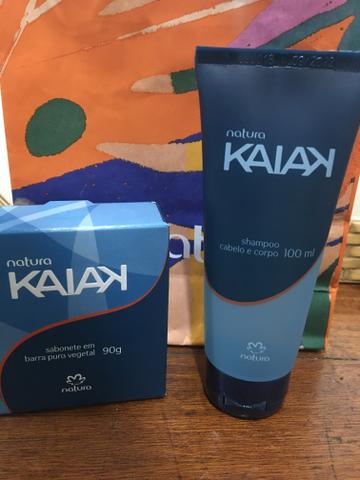 natura
KAIAK
shampoo
cabelo e corpo 100 ml
natura
natura
KAIAK
sabonete em
barra puro vegetal 90g
natura